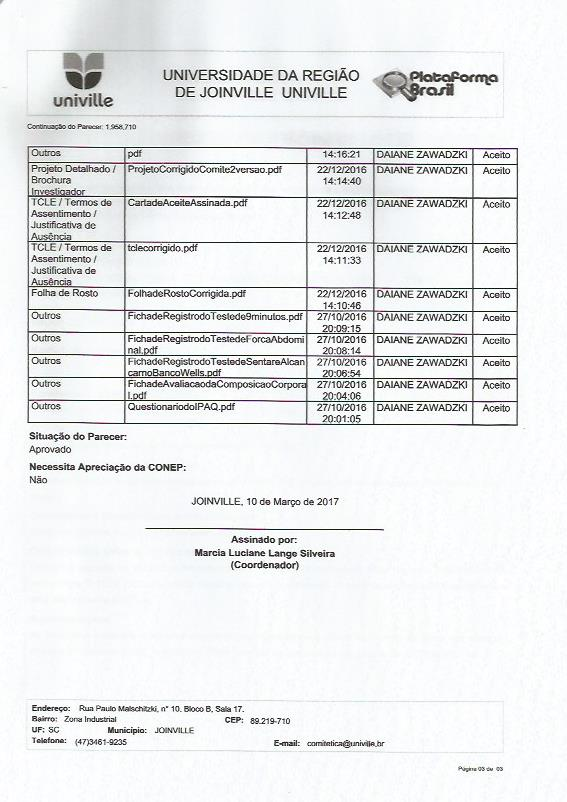 univille
UNIVERSIDADE DA REGIÃO
DE JOINVILLE UNIVILLE
Plataforma
Brasil
Continuação do Parecer: 1.958.710
Outros pdf 14:16:21 DAIANE ZAWADZKI Aceito
Projeto Detalhado / ProjetoCorrigidoComite2versao.pdf 22/12/2016 DAIANE ZAWADZKI Aceito
Brochura 14:14:40
Investigador
TCLE / Termos de CartadeAceiteAssinada.pdf 22/12/2016 DAIANE ZAWADZKI Aceito
Assentimento / 14:12:48
Justificativa de
Ausência
TCLE / Termos de tclecorrigido.pdf 22/12/2016 DAIANE ZAWADZKI Aceito
Assentimento / 14:11:33
Justificativa de
Ausência
Folha de Rosto FolhadeRostoCorrigida.pdf 22/12/2016 DAIANE ZAWADZKI Aceito
14:10:46
Outros FichadeRegistrodoTestede9minutos.pdf 27/10/2016 DAIANE ZAWADZKI Aceito
20:09:15
Outros FichadeRegistrodoTestedeForcaAbdomi 27/10/2016 DAIANE ZAWADZKI Aceito
nal.pdf 20:08:14
Outros FichadeRegistrodoTestedeSentareAlcan 27/10/2016 DAIANE ZAWADZKI Aceito
carnoBancoWells.pdf 20:06:54
Outros FichadeAvaliacaodaComposicaoCorpora 27/10/2016 DAIANE ZAWADZKI Aceito
l.pdf 20:04:06
Outros QuestionariodoIPAQ.pdf 27/10/2016 DAIANE ZAWADZKI Aceito
20:01:05
Situação do Parecer:
Aprovado
Necessita Apreciação da CONEP:
Não
JOINVILLE, 10 de Março de 2017
Assinado por:
Marcia Luciane Lange Silveira
(Coordenador)
Endereço: Rua Paulo Malschitzki, n° 10. Bloco B, Sala 17.
Bairro: Zona Industrial CEP: 89.219-710
UF: SC Município: JOINVILLE
Telefone: (47)3461-9235 E-mail: comitetica@univille.br
Página 03 de 03